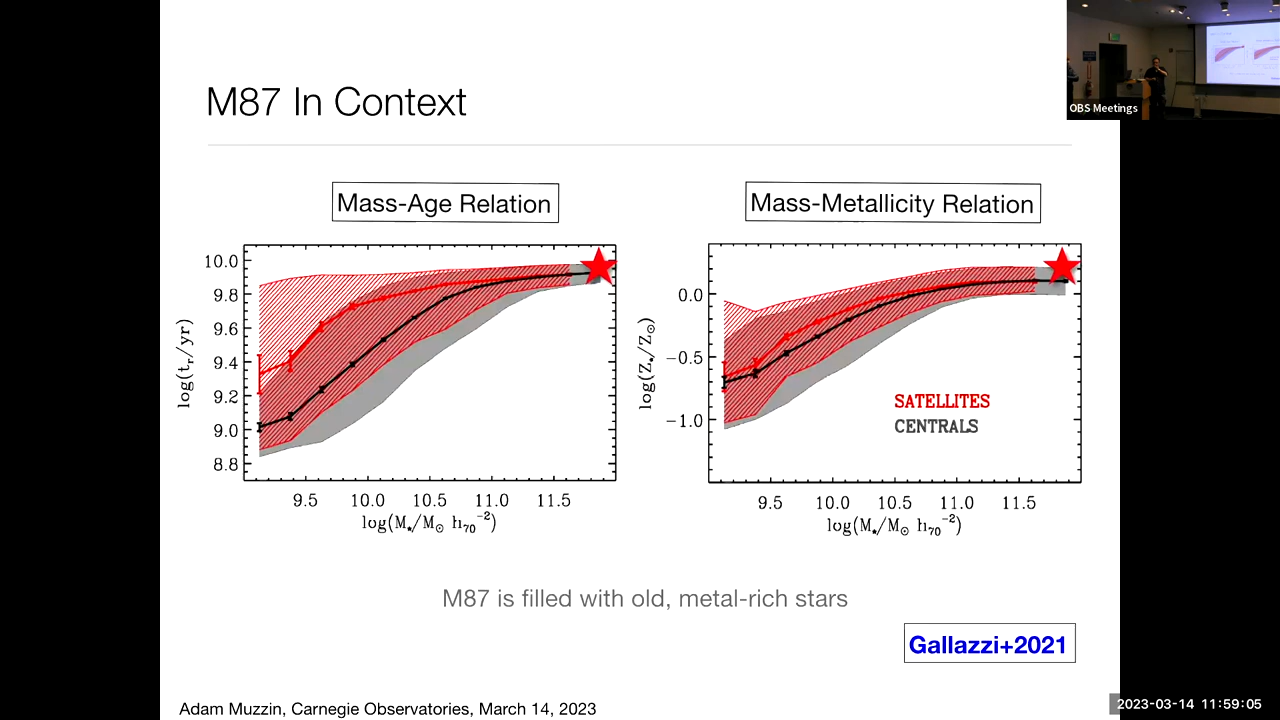 M87 In Context
OBS Meetings
Mass-Age Relation
Mass-Metallicity Relation
log(t_r/yr)
10.0
9.8
9.6
9.4
9.2
9.0
8.8
9.5 10.0 10.5 11.0 11.5
log(M⋆/M⊙ h₇₀⁻²)
log(Z⋆/Z⊙)
0.0
−0.5
−1.0
SATELLITES
CENTRALS
9.5 10.0 10.5 11.0 11.5
log(M⋆/M⊙ h₇₀⁻²)
M87 is filled with old, metal-rich stars
Gallazzi+2021
Adam Muzzin, Carnegie Observatories, March 14, 2023
2023-03-14 11:59:05